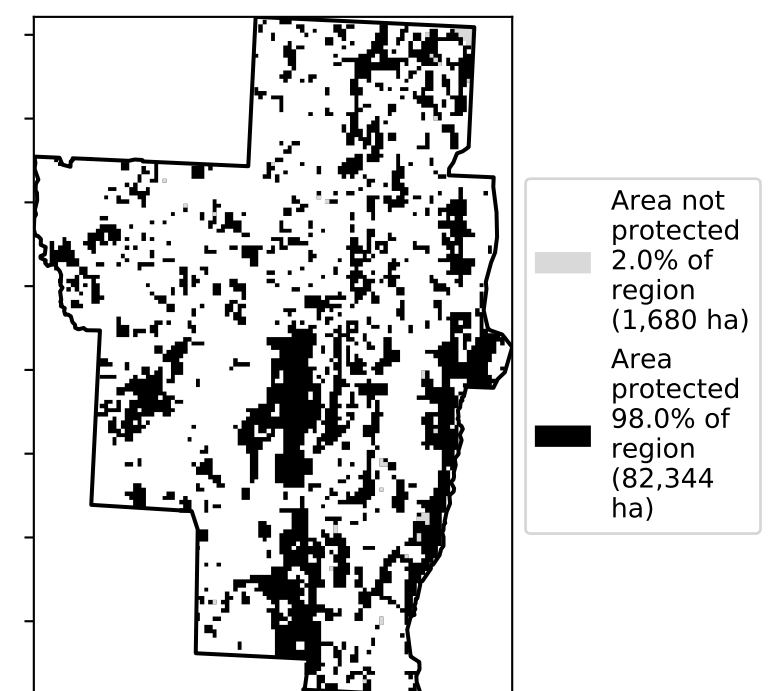 Area not
protected
2.0% of
region
(1,680 ha)
Area
protected
98.0% of
region
(82,344
ha)